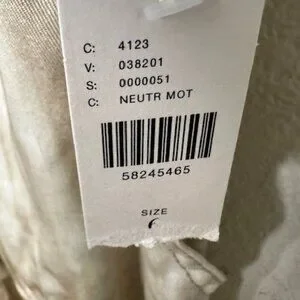 C: 4123
V: 038201
S: 0000051
C: NEUTR MOT
58245465
SIZE